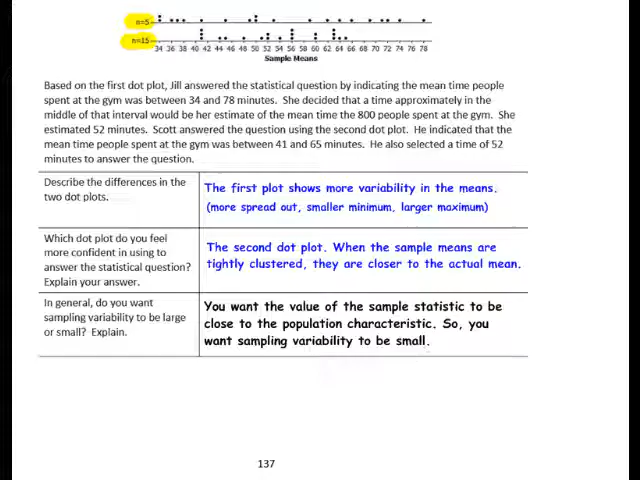 n=5
n=15
34 36 38 40 42 44 46 48 50 52 54 56 58 60 62 64 66 68 70 72 74 76 78
Sample Means
Based on the first dot plot, Jill answered the statistical question by indicating the mean time people
spent at the gym was between 34 and 78 minutes. She decided that a time approximately in the
middle of that interval would be her estimate of the mean time the 800 people spent at the gym. She
estimated 52 minutes. Scott answered the question using the second dot plot. He indicated that the
mean time people spent at the gym was between 41 and 65 minutes. He also selected a time of 52
minutes to answer the question.
Describe the differences in the
two dot plots.
The first plot shows more variability in the means.
(more spread out, smaller minimum, larger maximum)
Which dot plot do you feel
more confident in using to
answer the statistical question?
Explain your answer.
The second dot plot. When the sample means are
tightly clustered, they are closer to the actual mean.
In general, do you want
sampling variability to be large
or small? Explain.
You want the value of the sample statistic to be
close to the population characteristic. So, you
want sampling variability to be small.
137